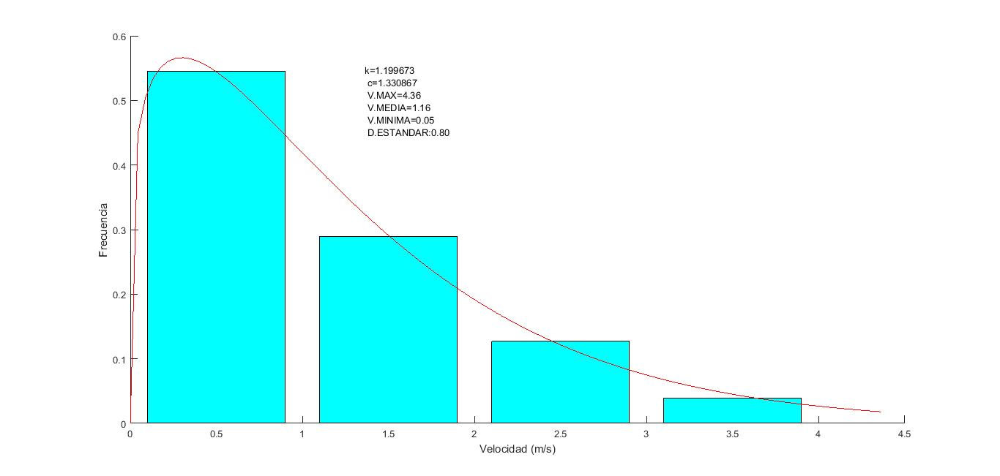 0.6
k=1.199673
c=1.330867
V.MAX=4.36
V.MEDIA=1.16
V.MINIMA=0.05
D.ESTANDAR:0.80
0.5
0.4
0.3
0.2
0.1
0
Frecuencia
0 0.5 1 1.5 2 2.5 3 3.5 4 4.5
Velocidad (m/s)